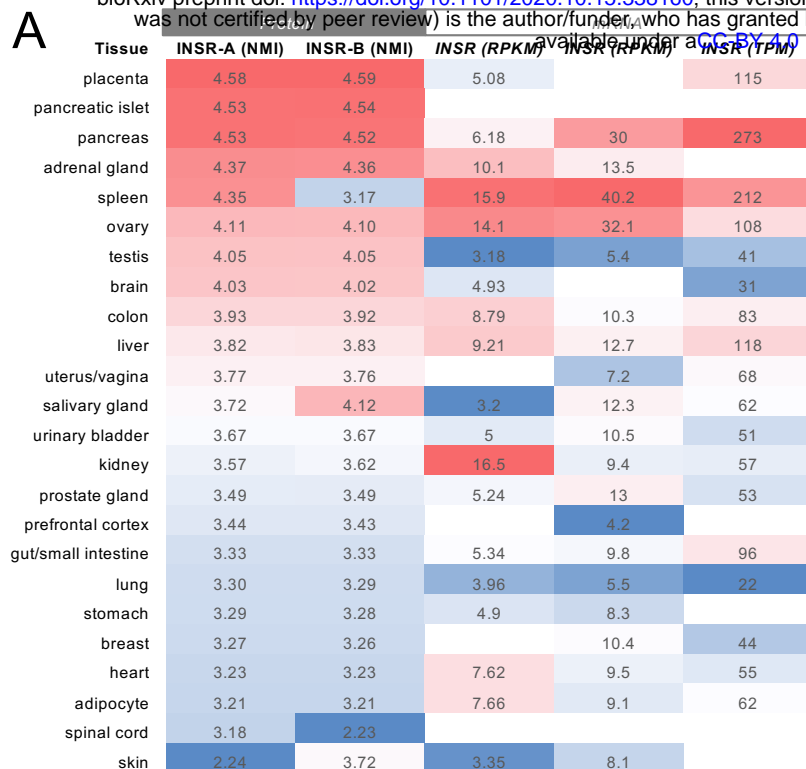 bioRxiv preprint doi: https://doi.org/10.1101/2020.10.15.338160; this version
was not certified by peer review) is the author/funder, who has granted
available under aCC-BY 4.0
A
Protein mRNA
Tissue INSR-A (NMI) INSR-B (NMI) INSR (RPKM) INSR (RPKM) INSR (TPM)
placenta 4.58 4.59 5.08 115
pancreatic islet 4.53 4.54
pancreas 4.53 4.52 6.18 30 273
adrenal gland 4.37 4.36 10.1 13.5
spleen 4.35 3.17 15.9 40.2 212
ovary 4.11 4.10 14.1 32.1 108
testis 4.05 4.05 3.18 5.4 41
brain 4.03 4.02 4.93 31
colon 3.93 3.92 8.79 10.3 83
liver 3.82 3.83 9.21 12.7 118
uterus/vagina 3.77 3.76 7.2 68
salivary gland 3.72 4.12 3.2 12.3 62
urinary bladder 3.67 3.67 5 10.5 51
kidney 3.57 3.62 16.5 9.4 57
prostate gland 3.49 3.49 5.24 13 53
prefrontal cortex 3.44 3.43 4.2
gut/small intestine 3.33 3.33 5.34 9.8 96
lung 3.30 3.29 3.96 5.5 22
stomach 3.29 3.28 4.9 8.3
breast 3.27 3.26 10.4 44
heart 3.23 3.23 7.62 9.5 55
adipocyte 3.21 3.21 7.66 9.1 62
spinal cord 3.18 2.23
skin 2.24 3.72 3.35 8.1